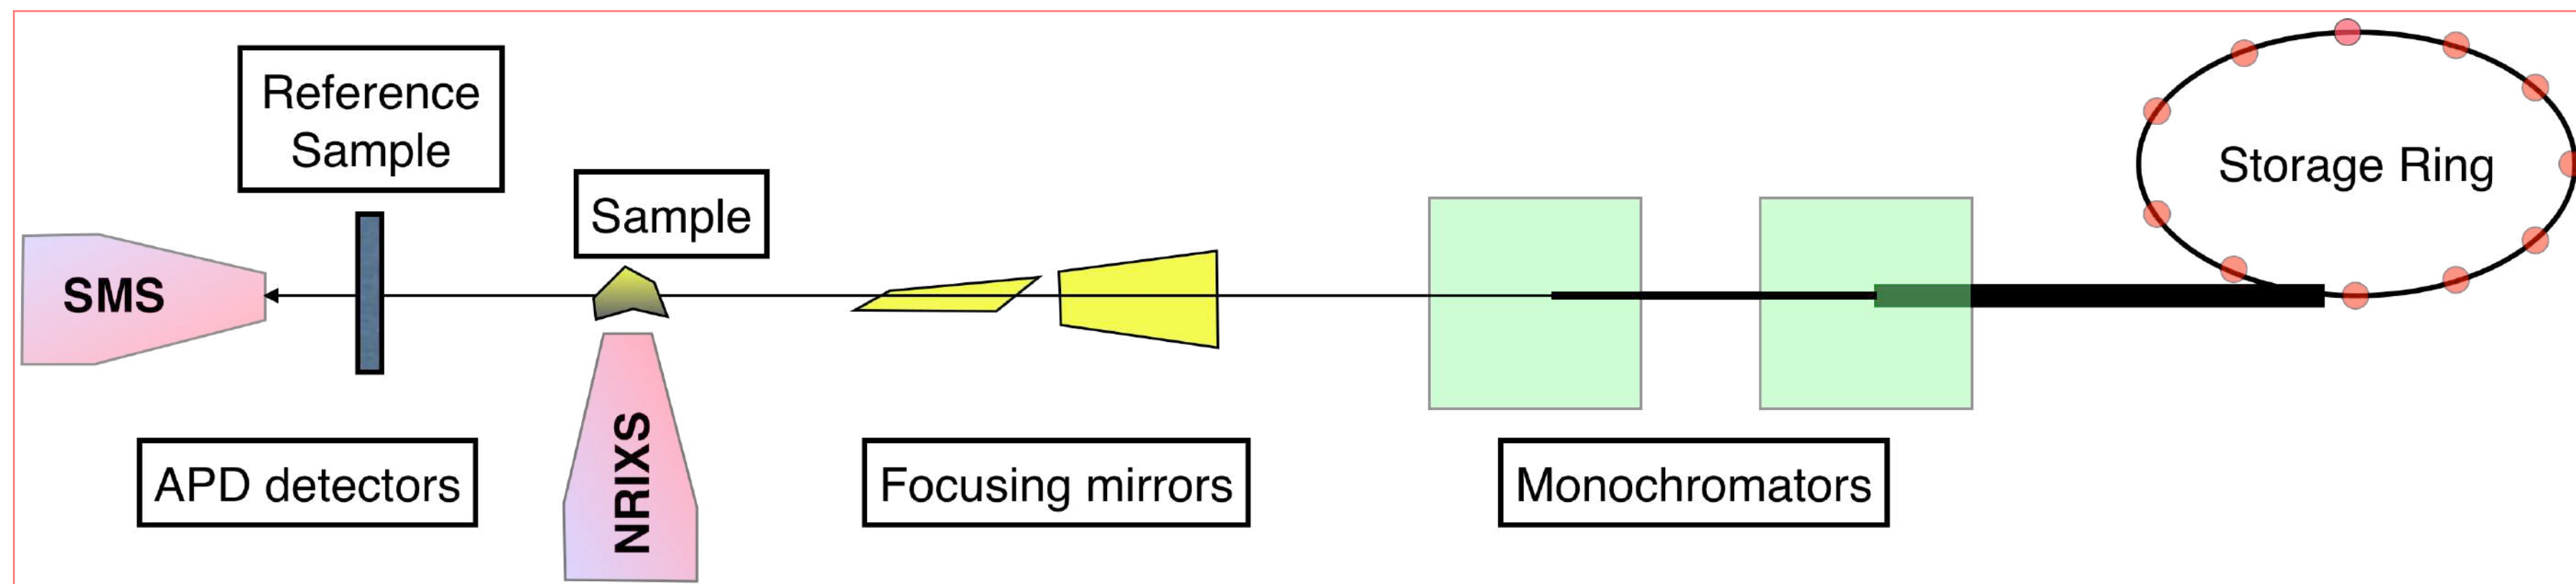 Reference
Sample
Sample
Storage Ring
SMS
NRIXS
APD detectors
Focusing mirrors
Monochromators